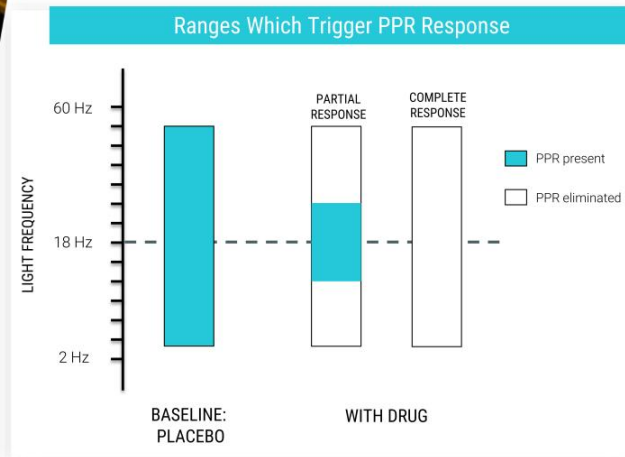 Ranges Which Trigger PPR Response
60 Hz
18 Hz
2 Hz
LIGHT FREQUENCY
PARTIAL
RESPONSE
COMPLETE
RESPONSE
PPR present
PPR eliminated
BASELINE:
PLACEBO
WITH DRUG